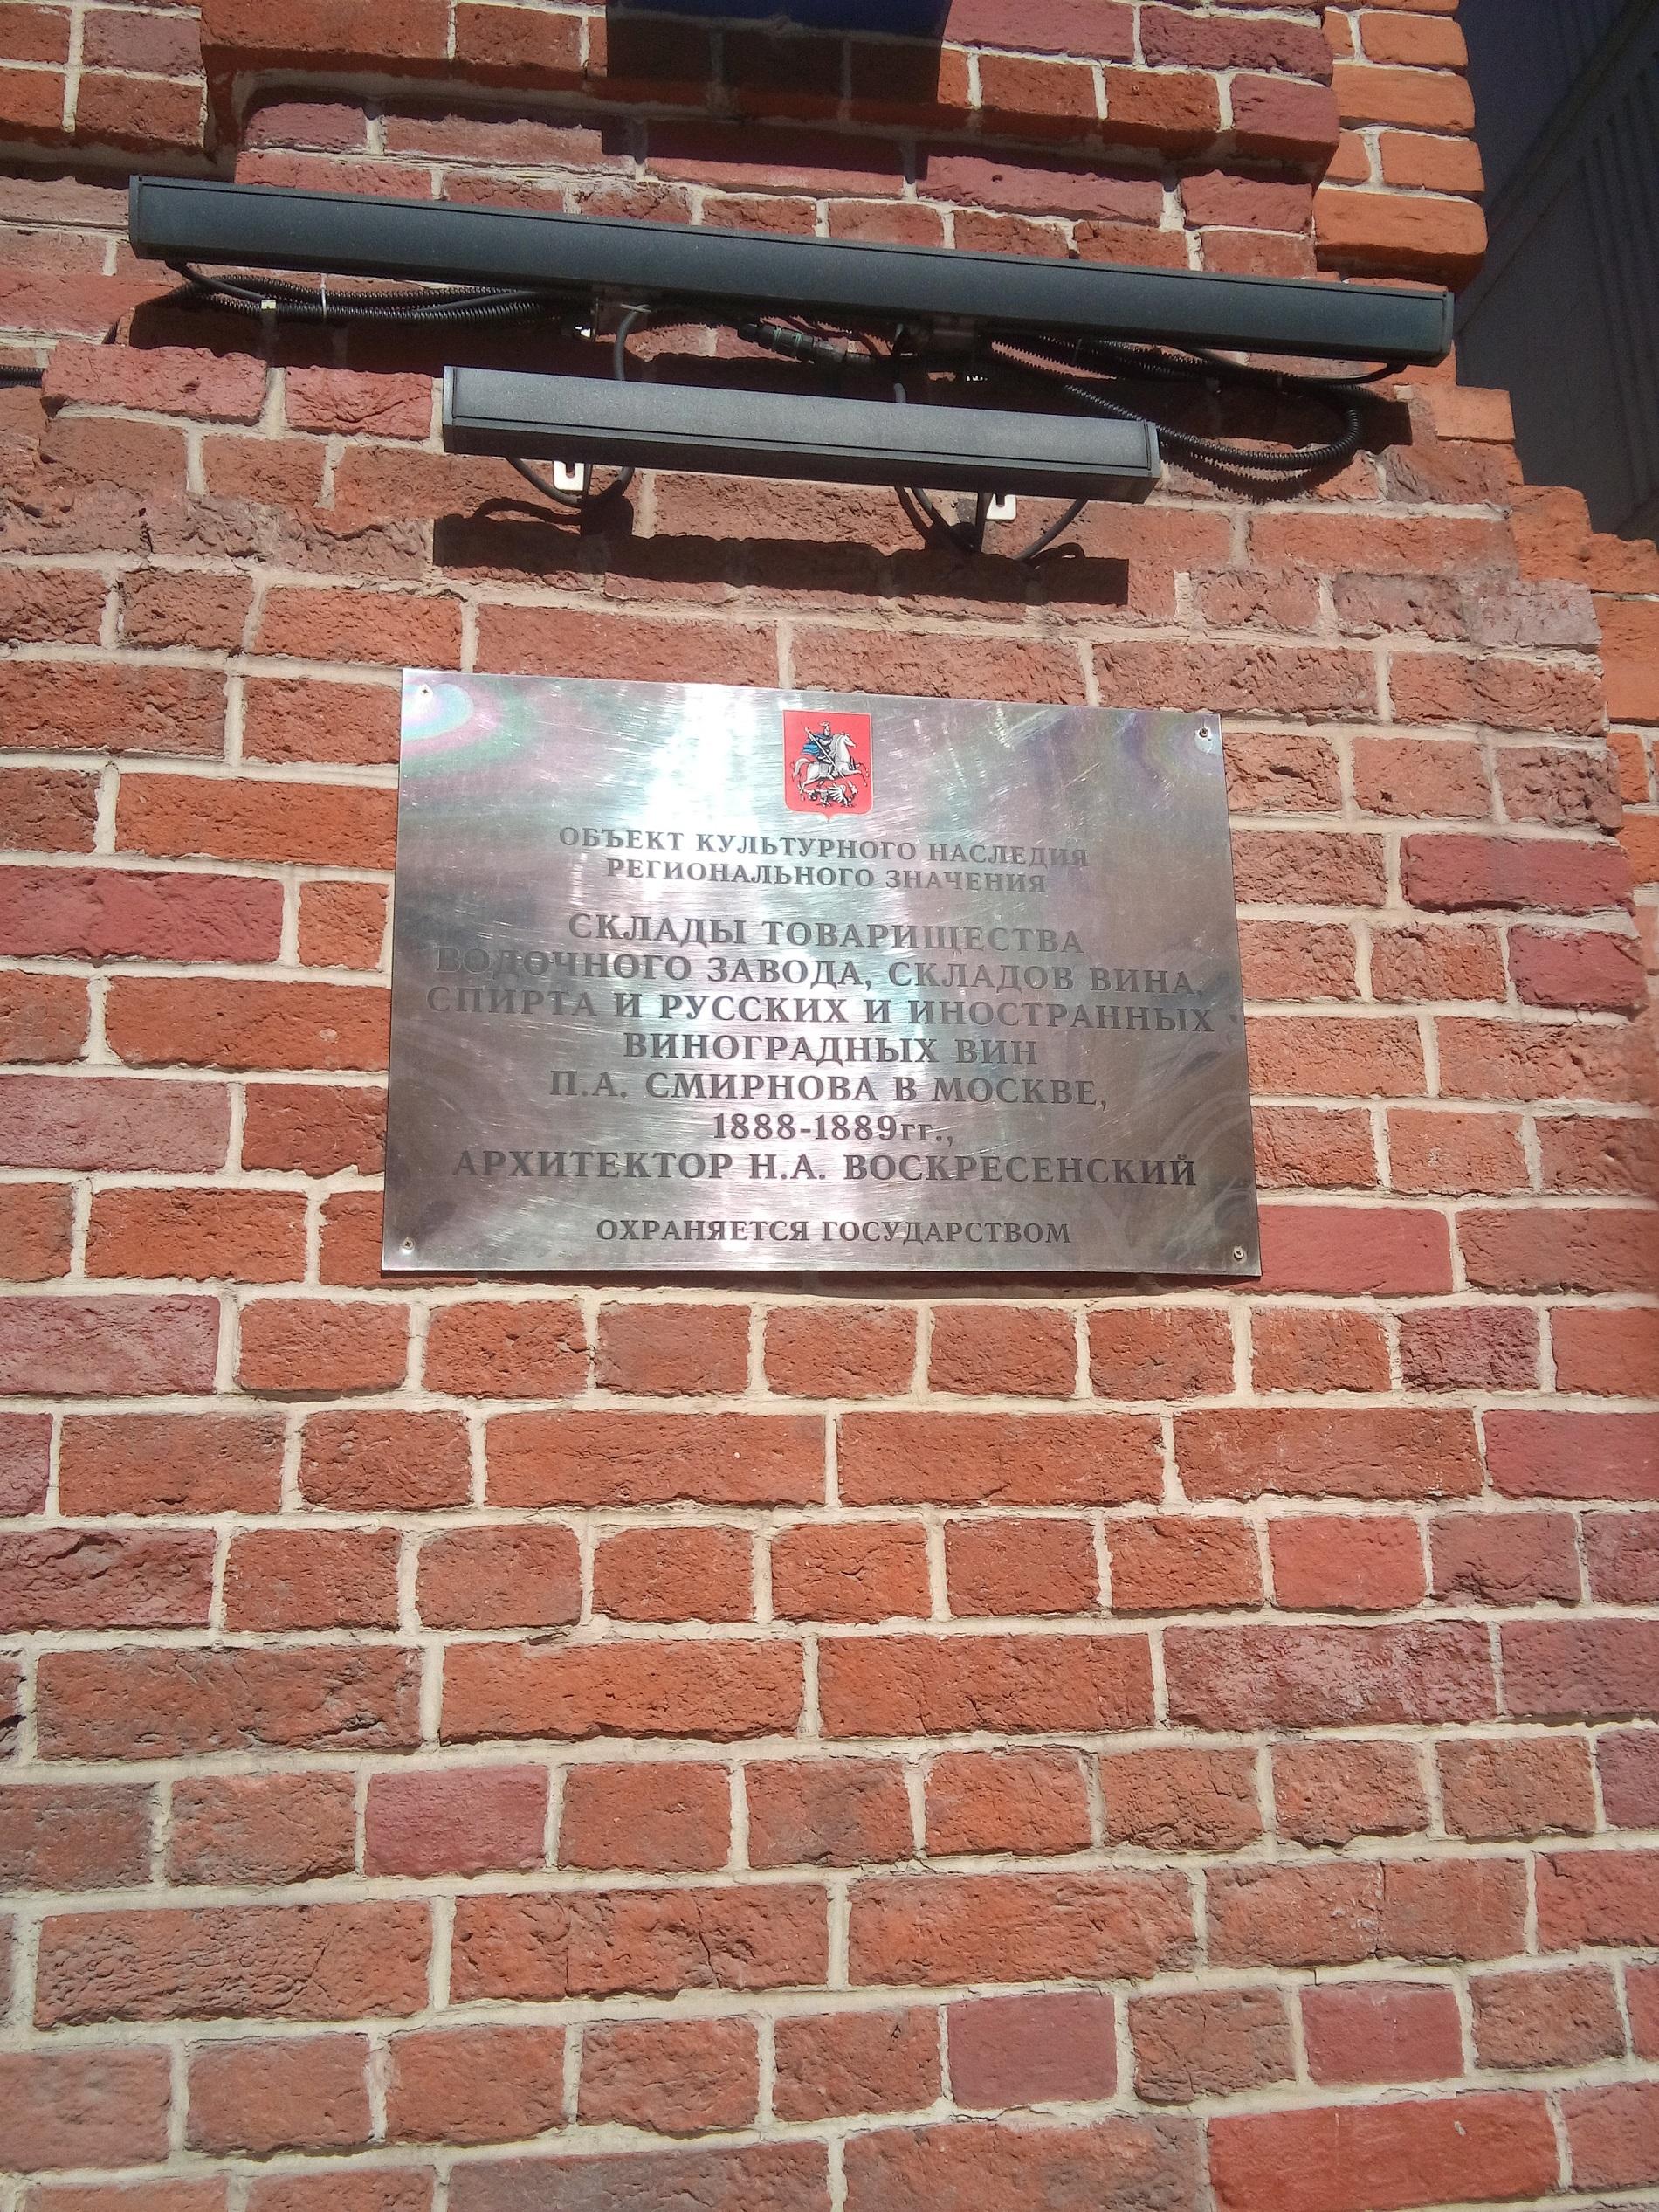 ОБЪЕКТ КУЛЬТУРНОГО НАСЛЕДИЯ
РЕГИОНАЛЬНОГО ЗНАЧЕНИЯ
СКЛАДЫ ТОВАРИЩЕСТВА
ВОДОЧНОГО ЗАВОДА, СКЛАДОВ ВИНА,
СПИРТА И РУССКИХ И ИНОСТРАННЫХ
ВИНОГРАДНЫХ ВИН
П.А. СМИРНОВА В МОСКВЕ,
1888-1889гг.,
АРХИТЕКТОР Н.А. ВОСКРЕСЕНСКИЙ
ОХРАНЯЕТСЯ ГОСУДАРСТВОМ